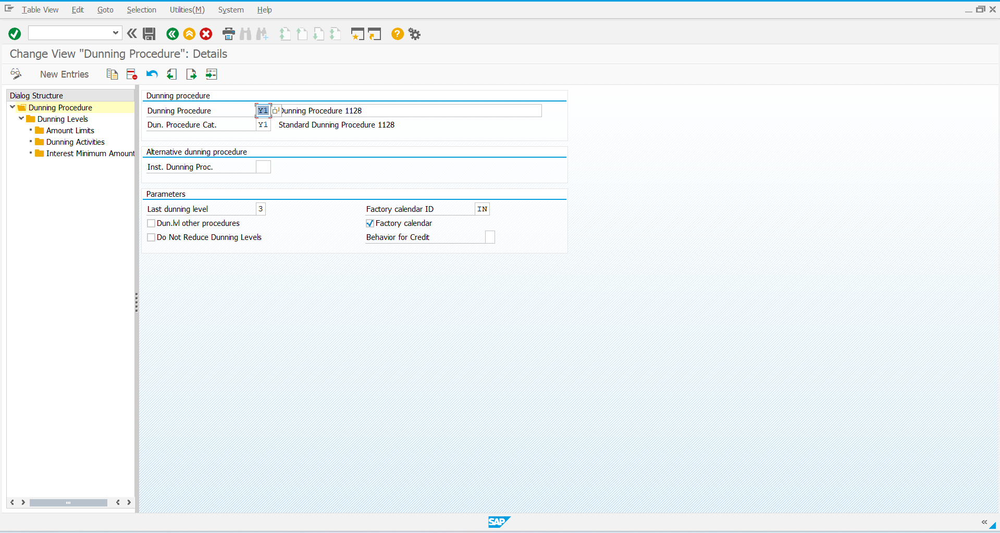 Table View Edit Goto Selection Utilities(M) System Help
Change View "Dunning Procedure": Details
New Entries
Dialog Structure
Dunning Procedure
Dunning Levels
Amount Limits
Dunning Activities
Interest Minimum Amount
Dunning procedure
Dunning Procedure Y1 Dunning Procedure 1128
Dun. Procedure Cat. Y1 Standard Dunning Procedure 1128
Alternative dunning procedure
Inst. Dunning Proc.
Parameters
Last dunning level 3 Factory calendar ID IN
Dun.lvl other procedures Factory calendar
Do Not Reduce Dunning Levels Behavior for Credit
SAP